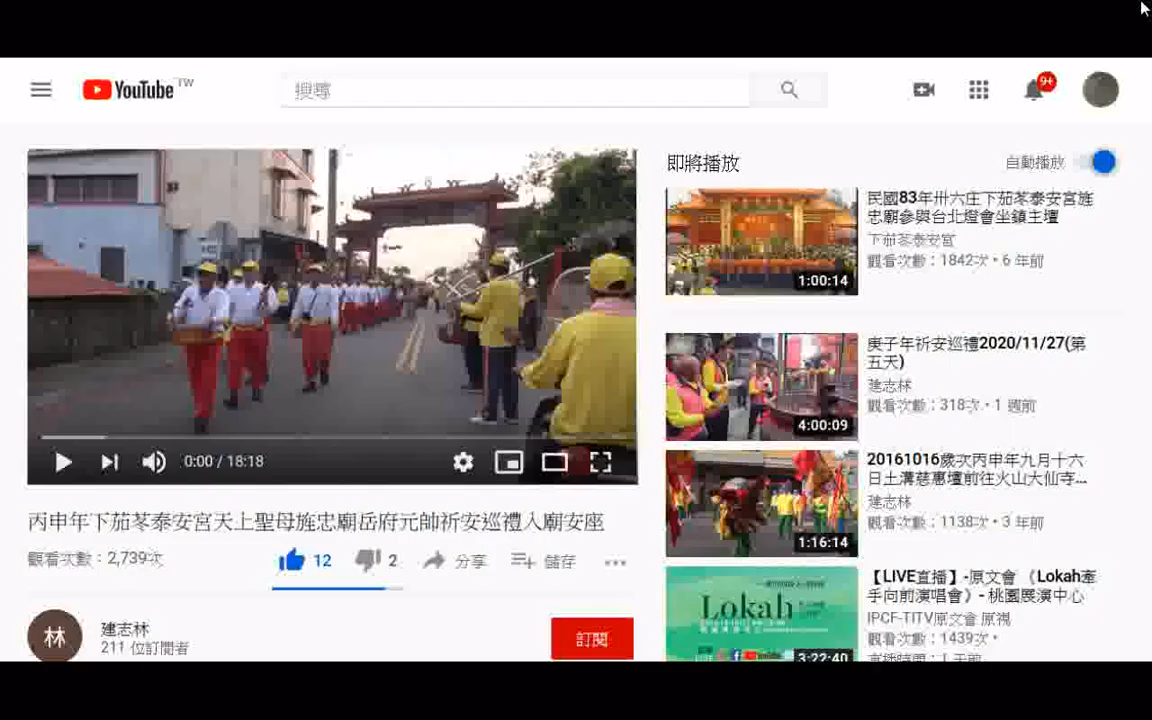 YouTube TW
搜尋
9+
0:00 / 18:18
丙申年下茄苳泰安宮天上聖母旌忠廟岳府元帥祈安巡禮入廟安座
觀看次數：2,739次
12
2
分享
儲存
林
建志林
211 位訂閱者
訂閱
即將播放
自動播放
1:00:14
民國83年卅六庄下茄苳泰安宮旌
忠廟參與台北燈會坐鎮主壇
下茄苳泰安宮
觀看次數：1842次・6 年前
4:00:09
庚子年祈安巡禮2020/11/27(第
五天)
建志林
觀看次數：318次・1 週前
1:16:14
20161016歲次丙申年九月十六
日土溝慈惠壇前往火山大仙寺...
建志林
觀看次數：1138次・3 年前
Lokah
3:22:40
【LIVE直播】-原文會 《Lokah牽
手向前演唱會》- 桃園展演中心
IPCF-TITV原文會 原視
觀看次數：1439次・